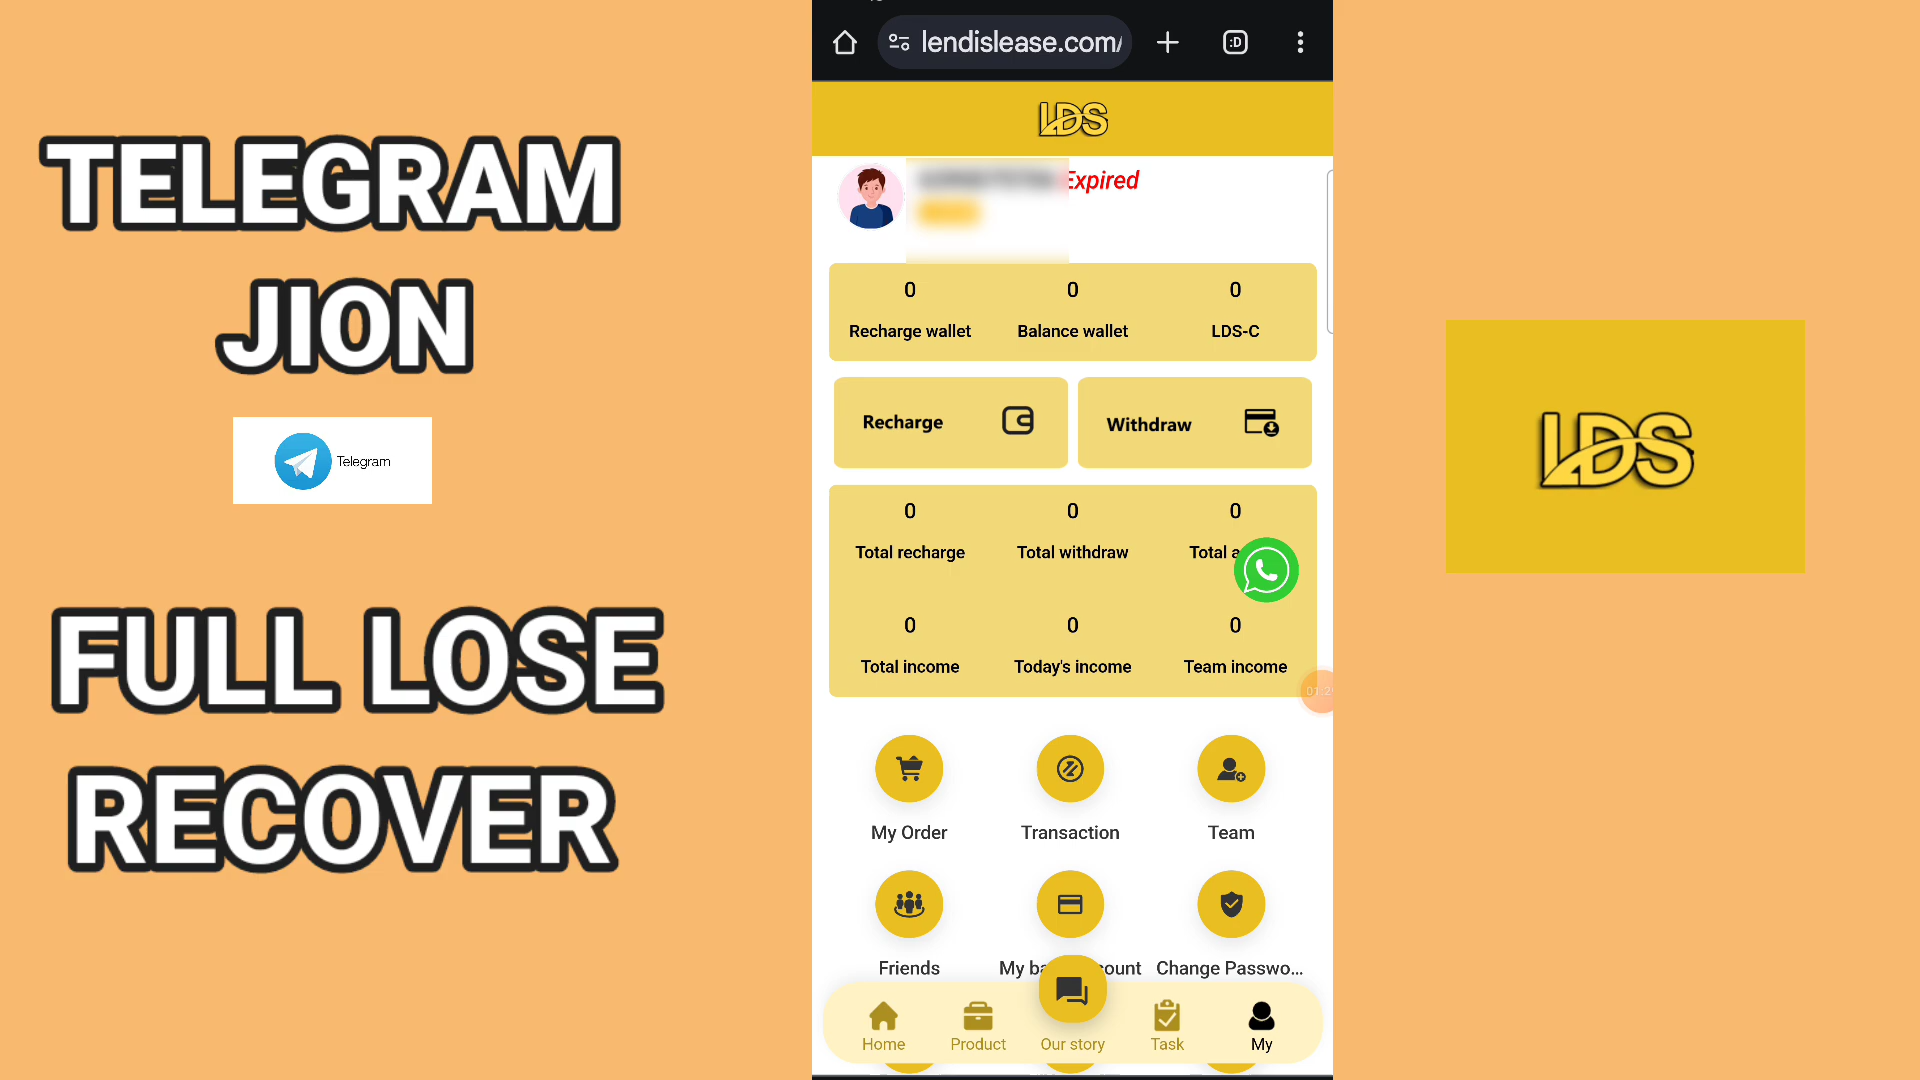 TELEGRAM
JION
Telegram
FULL LOSE
RECOVER
:D
lendislease.com/
LDS
Expired
0 0 0
Recharge wallet Balance wallet LDS-C
Recharge Withdraw
0 0 0
Total recharge Total withdraw Total
0 0 0
Total income Today's income Team income
My Order Transaction Team
Friends My Change Passwo...
Home Product Our story Task My
LDS